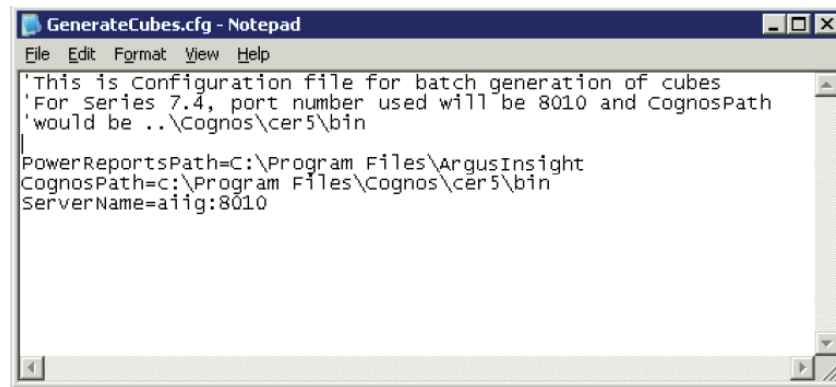 GenerateCubes.cfg - Notepad
File Edit Format View Help
'This is Configuration file for batch generation of cubes
'For Series 7.4, port number used will be 8010 and CognosPath
'would be ..\Cognos\cer5\bin
PowerReportsPath=C:\Program Files\ArgusInsight
CognosPath=c:\Program Files\Cognos\cer5\bin
ServerName=aiig:8010